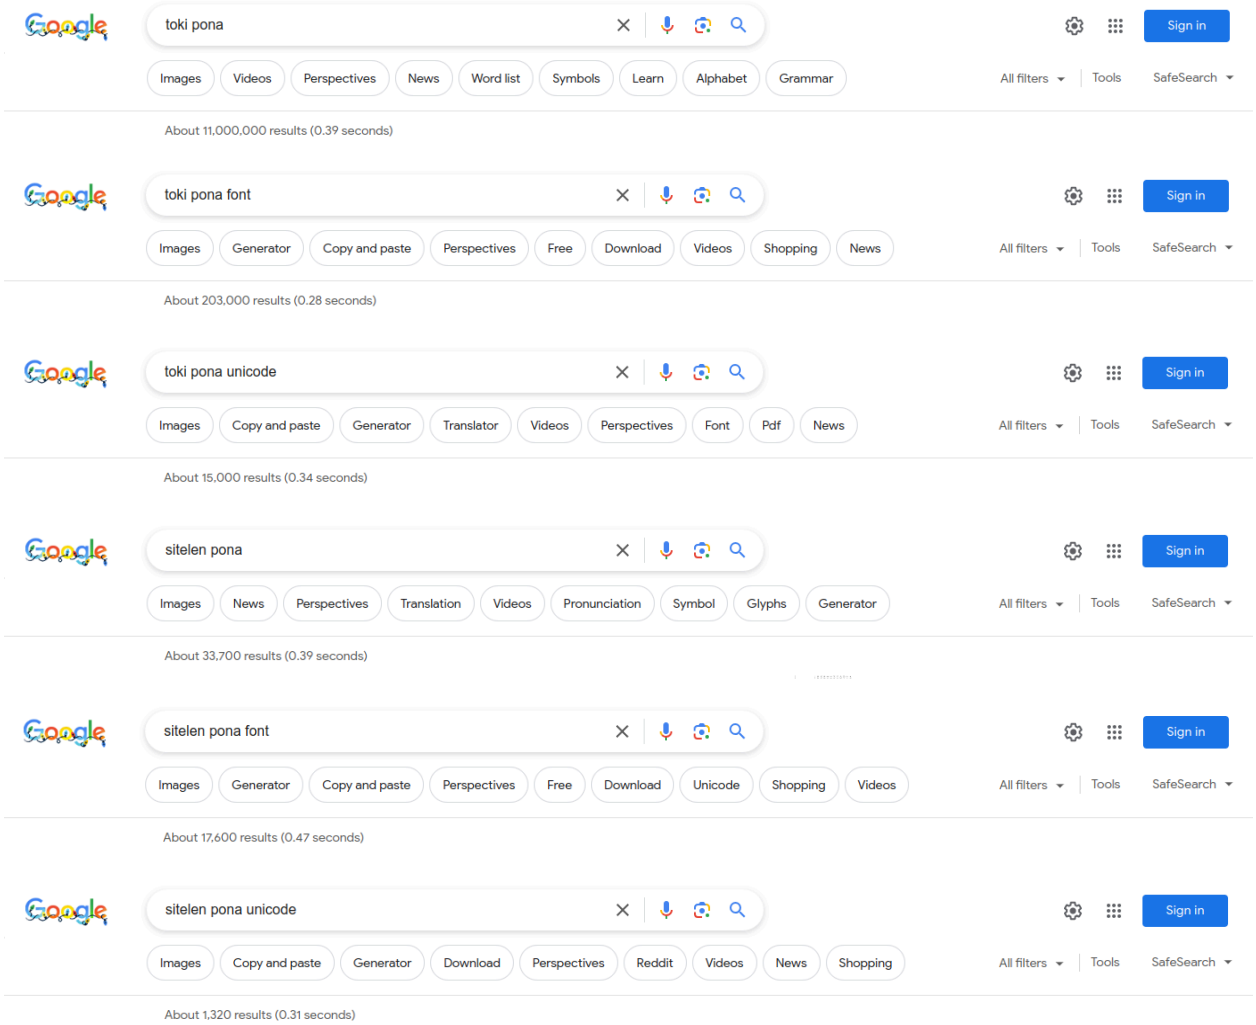 Google toki pona Sign in
Images Videos Perspectives News Word list Symbols Learn Alphabet Grammar All filters Tools SafeSearch
About 11,000,000 results (0.39 seconds)
Google toki pona font Sign in
Images Generator Copy and paste Perspectives Free Download Videos Shopping News All filters Tools SafeSearch
About 203,000 results (0.28 seconds)
Google toki pona unicode Sign in
Images Copy and paste Generator Translator Videos Perspectives Font Pdf News All filters Tools SafeSearch
About 15,000 results (0.34 seconds)
Google sitelen pona Sign in
Images News Perspectives Translation Videos Pronunciation Symbol Glyphs Generator All filters Tools SafeSearch
About 33,700 results (0.39 seconds)
Google sitelen pona font Sign in
Images Generator Copy and paste Perspectives Free Download Unicode Shopping Videos All filters Tools SafeSearch
About 17,600 results (0.47 seconds)
Google sitelen pona unicode Sign in
Images Copy and paste Generator Download Perspectives Reddit Videos News Shopping All filters Tools SafeSearch
About 1,320 results (0.31 seconds)